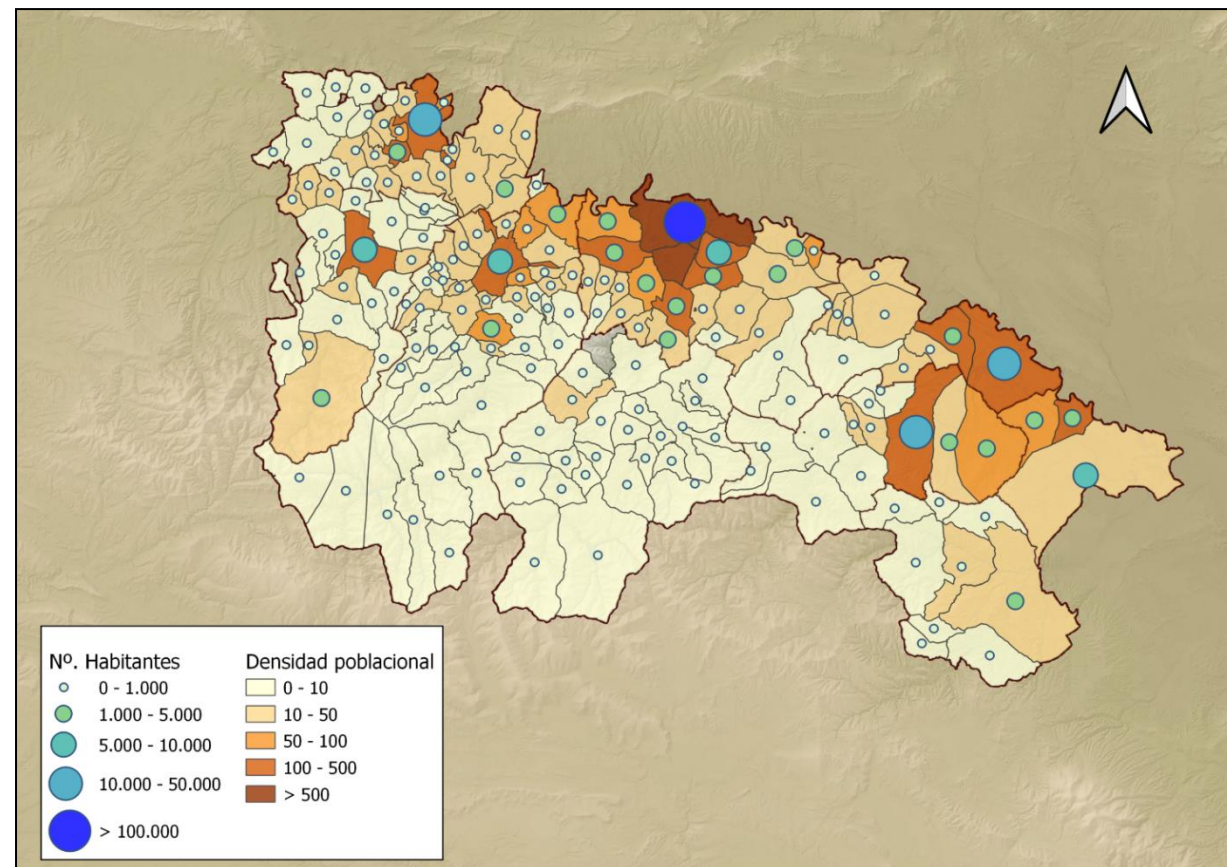 Nº. Habitantes
0 - 1.000
1.000 - 5.000
5.000 - 10.000
10.000 - 50.000
> 100.000
Densidad poblacional
0 - 10
10 - 50
50 - 100
100 - 500
> 500